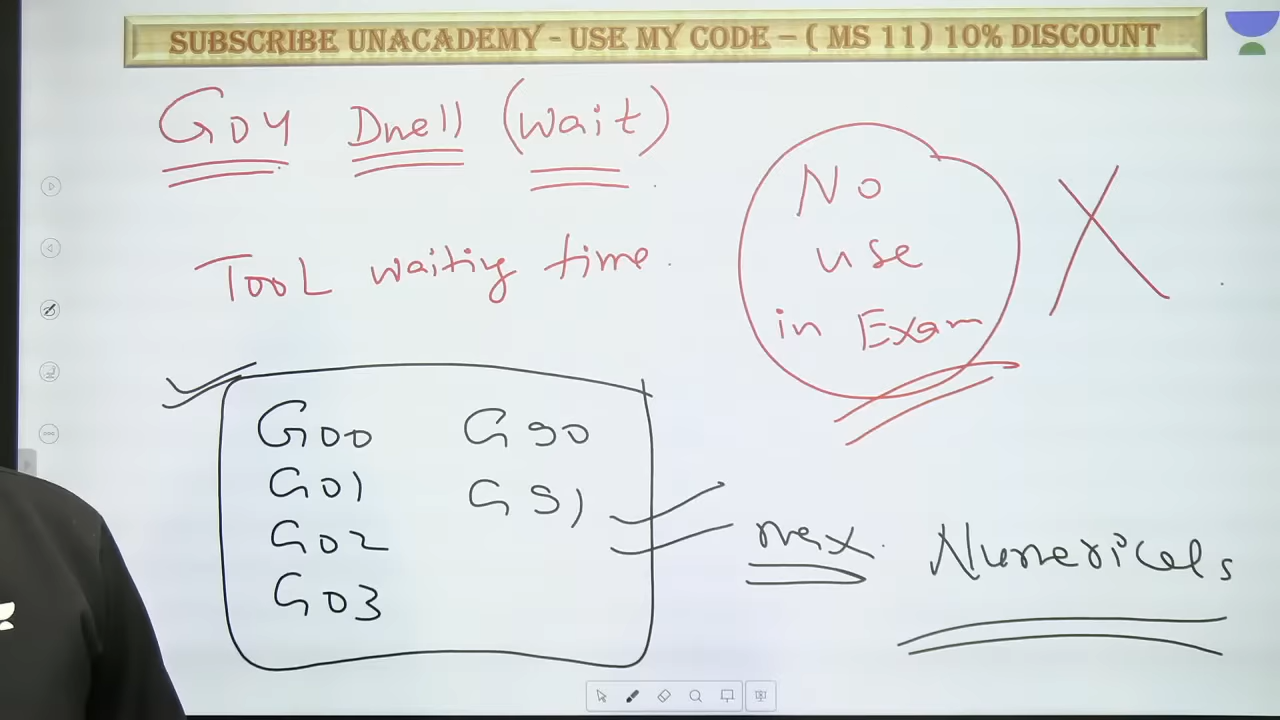 SUBSCRIBE UNACADEMY - USE MY CODE – ( MS 11) 10% DISCOUNT
G04 Dwell (wait)
TOOL waiting time
No
use
in Exam
G00 G90
G01 G91
G02
G03
max. Numericals